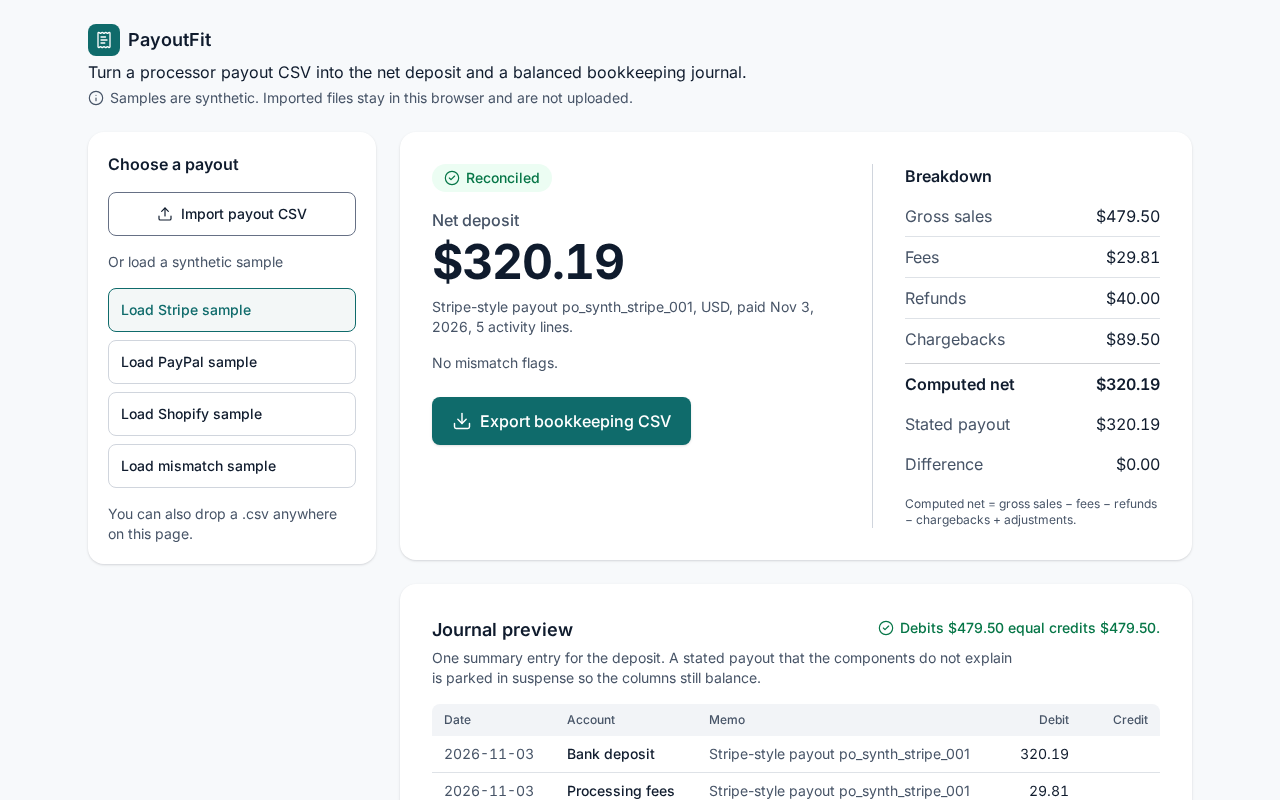 PayoutFit
Turn a processor payout CSV into the net deposit and a balanced bookkeeping journal.
Samples are synthetic. Imported files stay in this browser and are not uploaded.
Choose a payout
Import payout CSV
Or load a synthetic sample
Load Stripe sample
Load PayPal sample
Load Shopify sample
Load mismatch sample
You can also drop a .csv anywhere
on this page.
Reconciled
Net deposit
$320.19
Stripe-style payout po_synth_stripe_001, USD, paid Nov 3,
2026, 5 activity lines.
No mismatch flags.
Export bookkeeping CSV
Breakdown
Gross sales $479.50
Fees $29.81
Refunds $40.00
Chargebacks $89.50
Computed net $320.19
Stated payout $320.19
Difference $0.00
Computed net = gross sales − fees − refunds
− chargebacks + adjustments.
Journal preview
Debits $479.50 equal credits $479.50.
One summary entry for the deposit. A stated payout that the components do not explain
is parked in suspense so the columns still balance.
Date Account Memo Debit Credit
2026-11-03 Bank deposit Stripe-style payout po_synth_stripe_001 320.19
2026-11-03 Processing fees Stripe-style payout po_synth_stripe_001 29.81